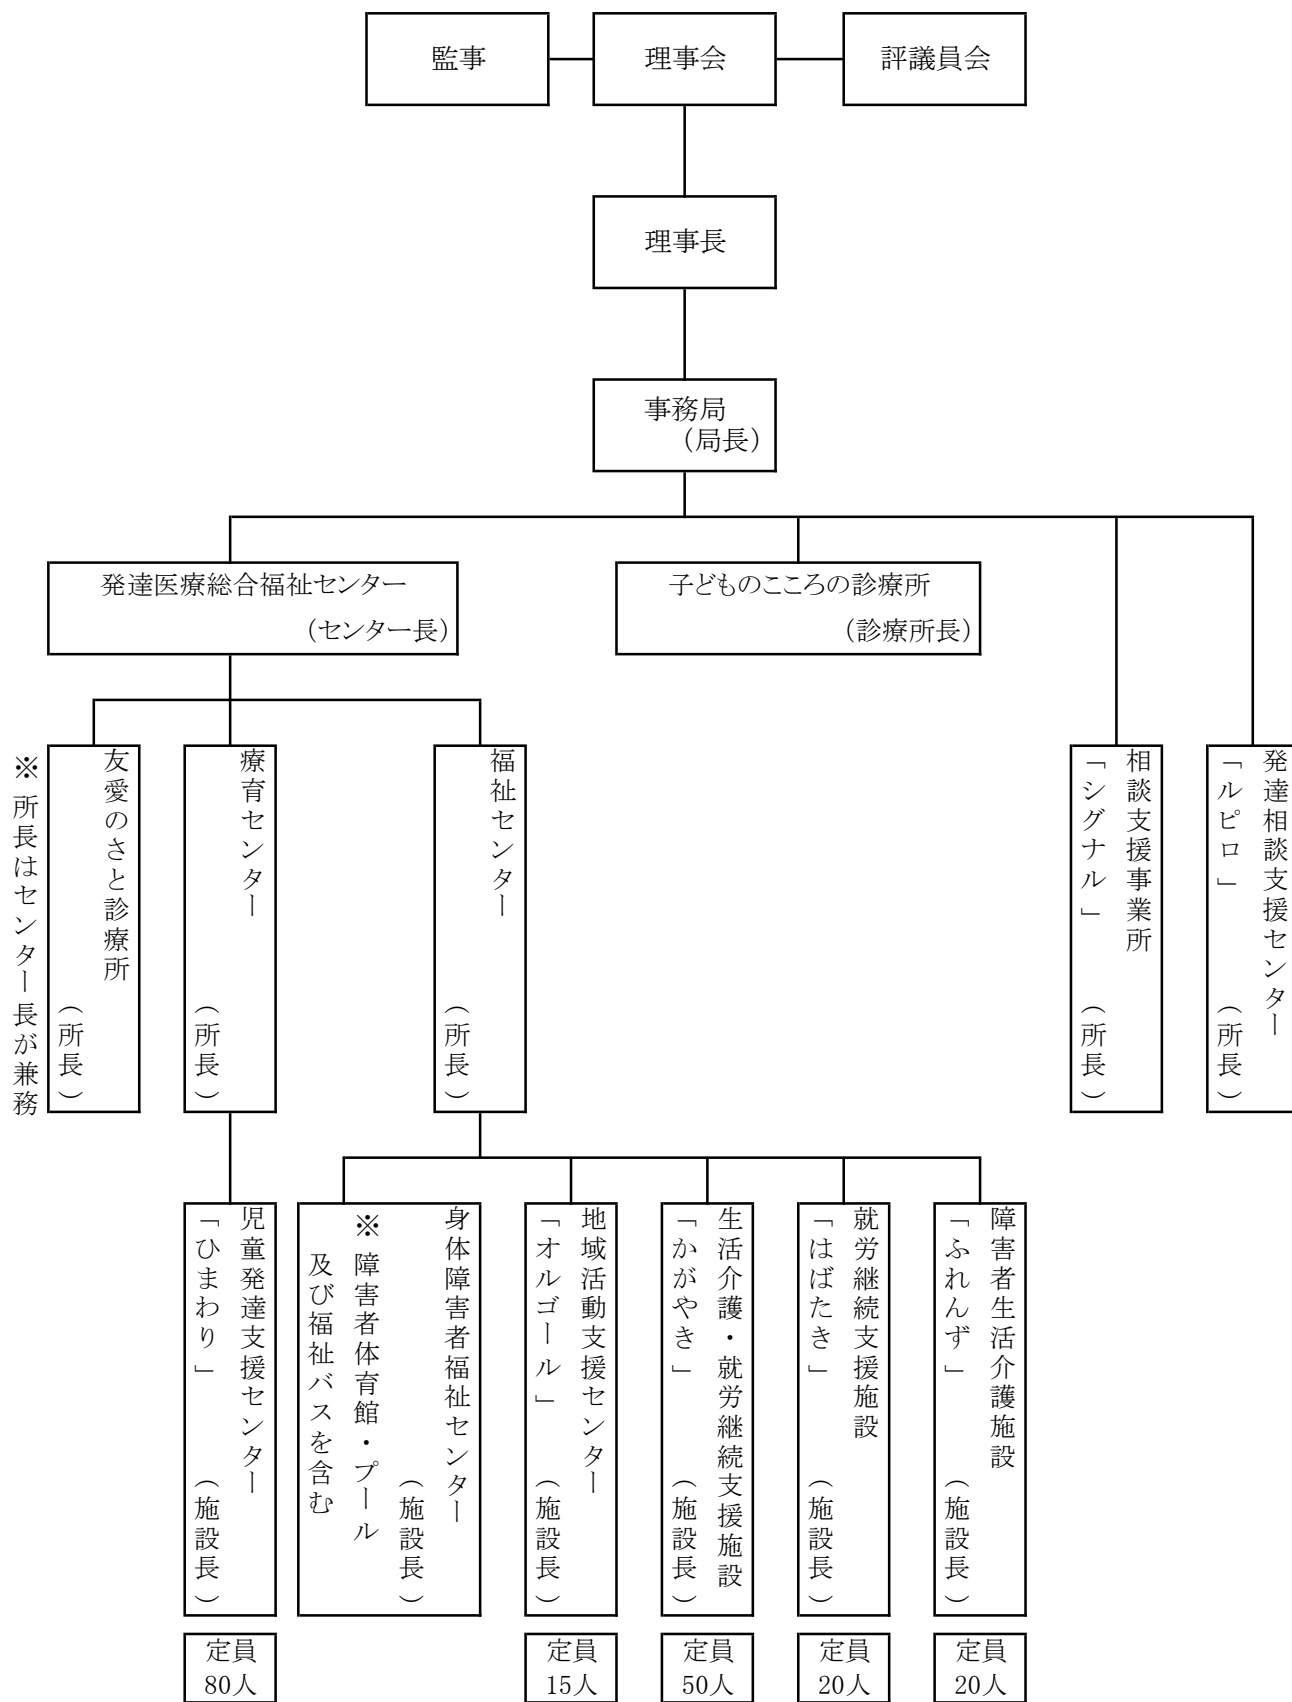 監事
理事会
評議員会
理事長
事務局
（局長）
発達医療総合福祉センター
（センター長）
子どものこころの診療所
（診療所長）
※所長はセンター長が兼務
友愛のさと診療所
（所長）
療育センター
（所長）
福祉センター
（所長）
相談支援事業所
「シグナル」
（所長）
発達相談支援センター
「ルピロ」
（所長）
児童発達支援センター
「ひまわり」
（施設長）
身体障害者福祉センター
（施設長）
※障害者体育館・プール
及び福祉バスを含む
地域活動支援センター
「オルゴール」
（施設長）
生活介護・就労継続支援施設
「かがやき」
（施設長）
就労継続支援施設
「はばたき」
（施設長）
障害者生活介護施設
「ふれんず」
（施設長）
定員
80人
定員
15人
定員
50人
定員
20人
定員
20人